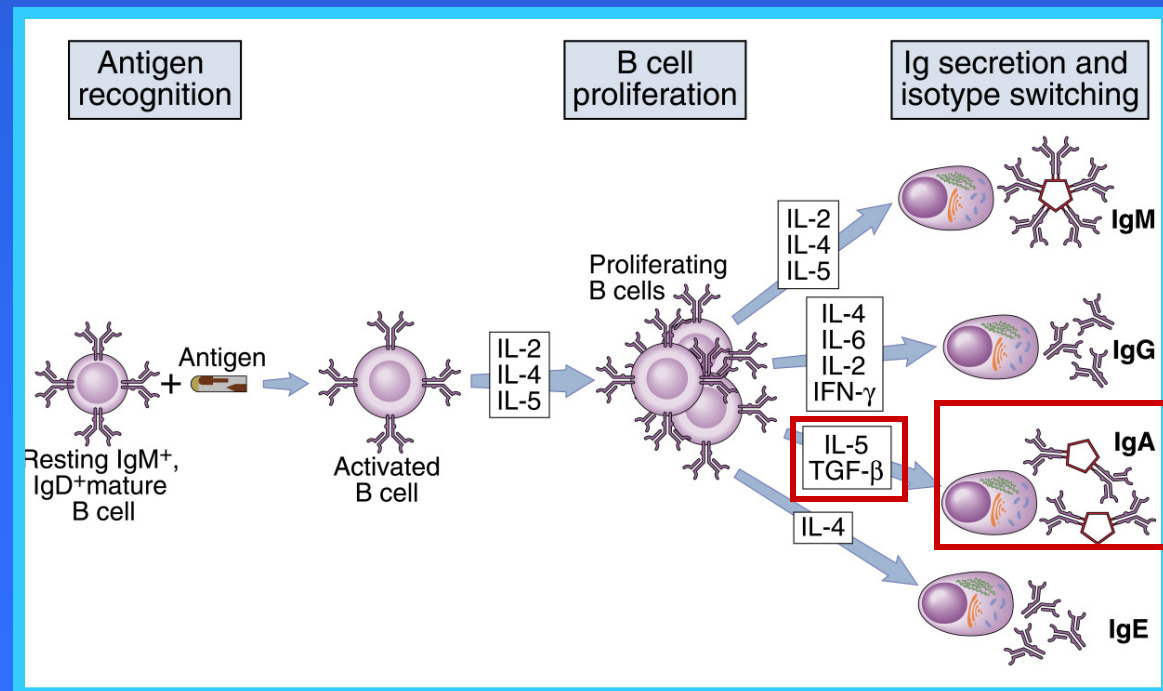 Antigen
recognition
B cell
proliferation
Ig secretion and
isotype switching
Resting IgM⁺,
IgD⁺mature
B cell
+
Antigen
Activated
B cell
IL-2
IL-4
IL-5
Proliferating
B cells
IL-2
IL-4
IL-5
IgM
IL-4
IL-6
IL-2
IFN-γ
IgG
IL-5
TGF-β
IgA
IL-4
IgE